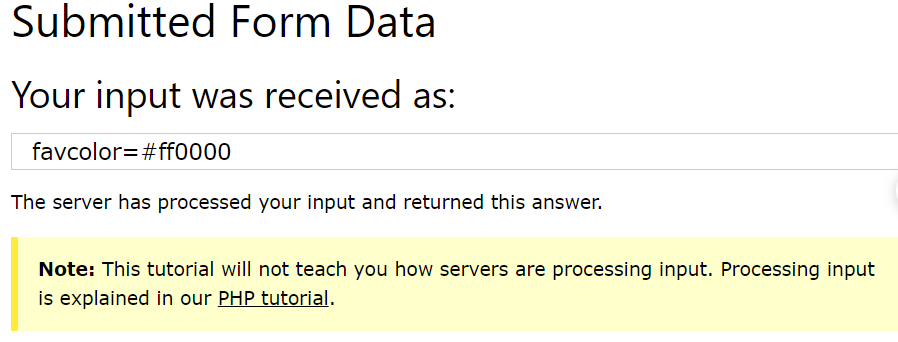 Submitted Form Data
Your input was received as:
favcolor=#ff0000
The server has processed your input and returned this answer.
Note: This tutorial will not teach you how servers are processing input. Processing input
is explained in our PHP tutorial.